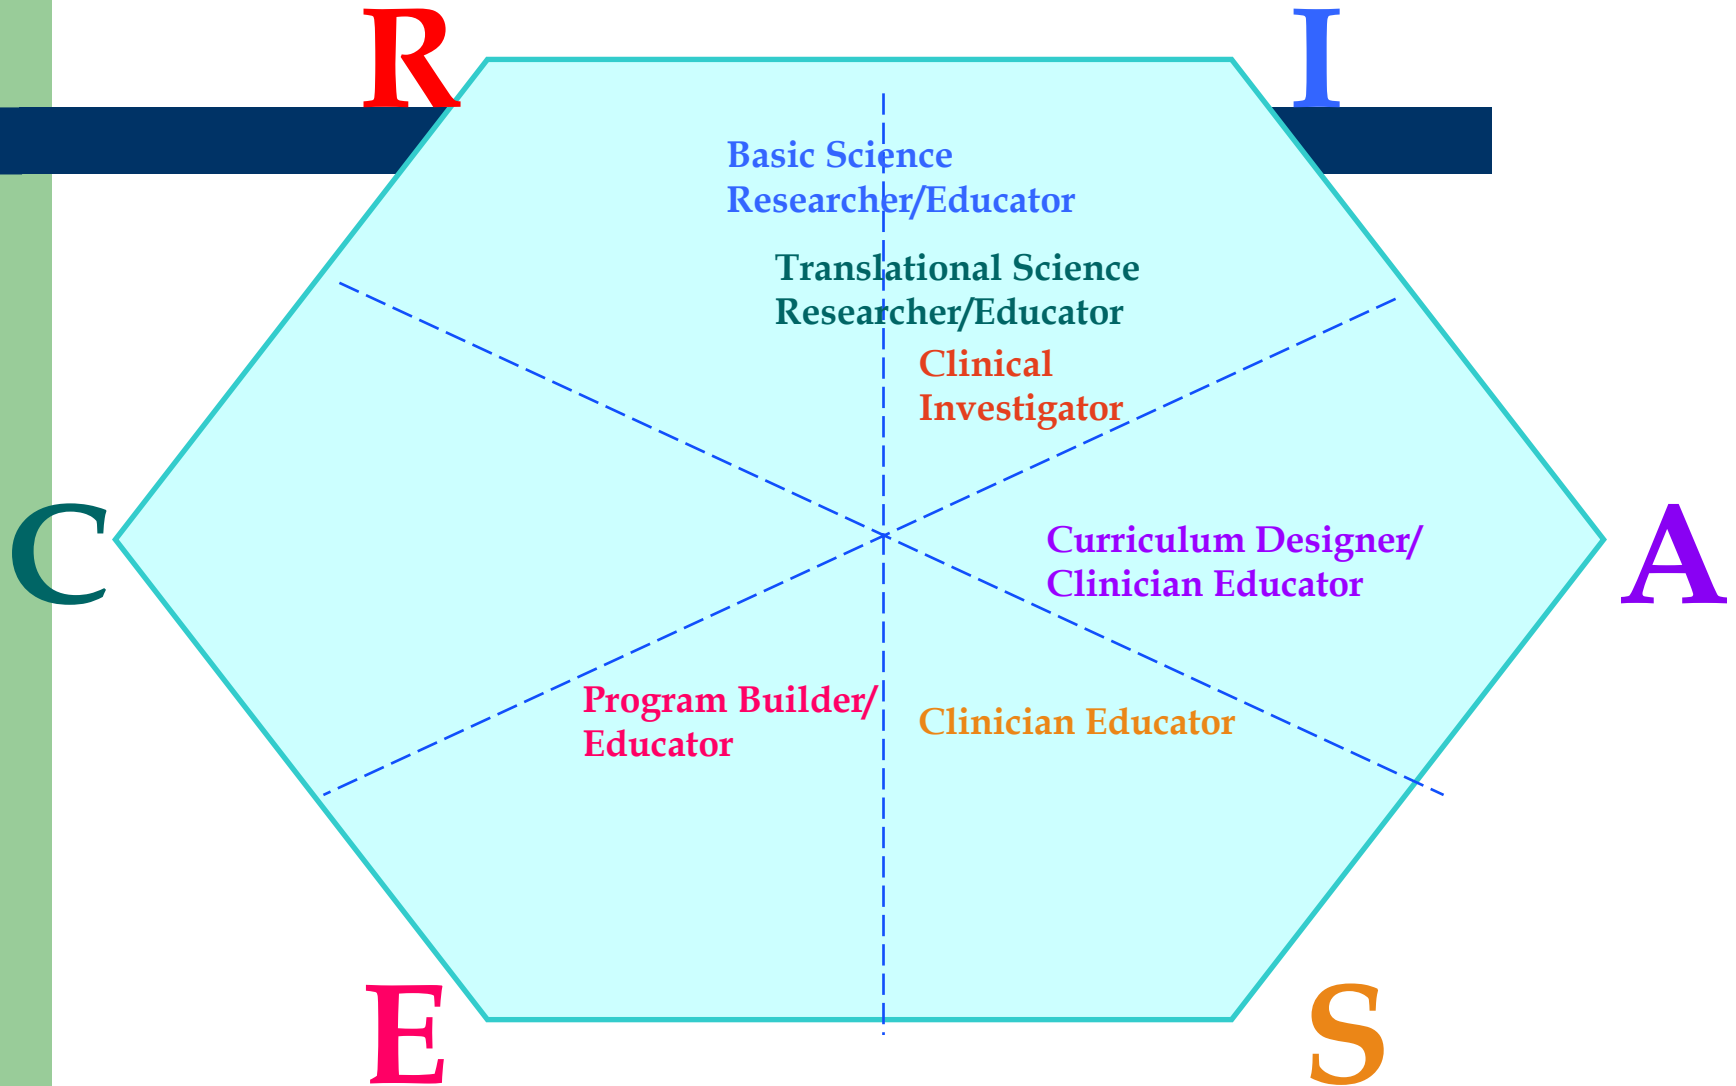 R
I
Basic Science
Researcher/Educator
Translational Science
Researcher/Educator
Clinical
Investigator
C
Curriculum Designer/
Clinician Educator
A
Program Builder/
Educator
Clinician Educator
E
S